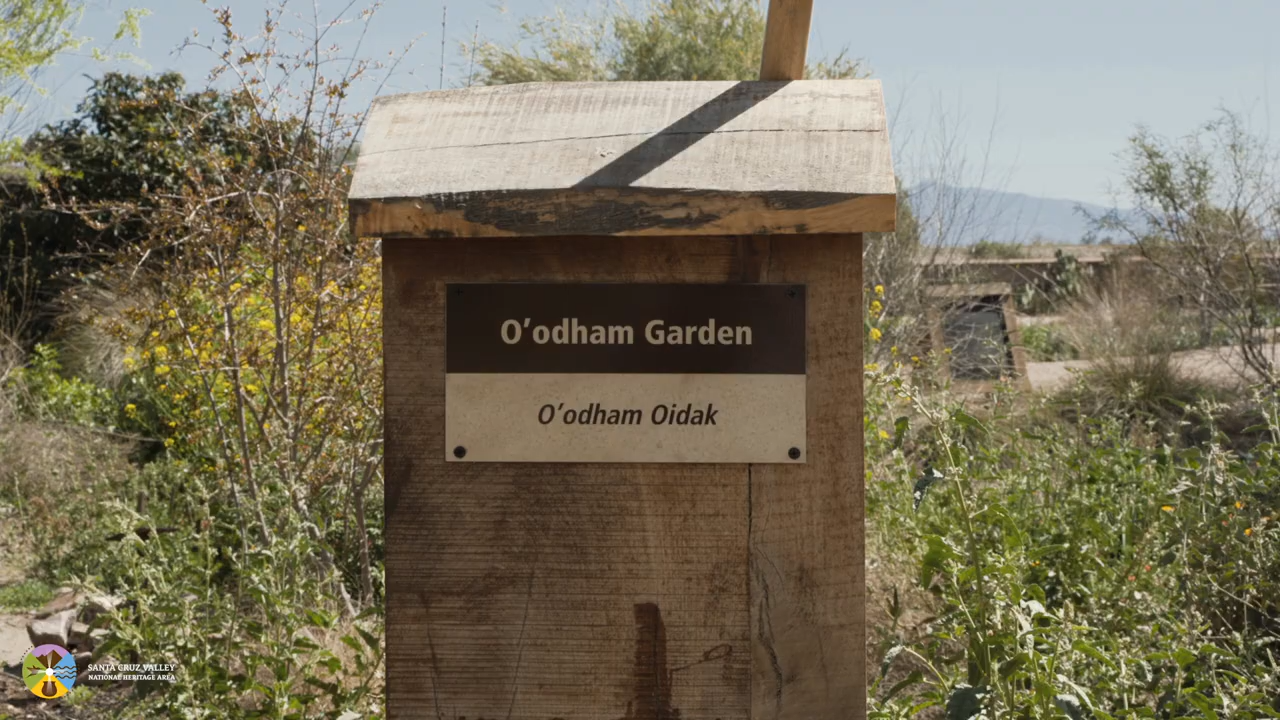 O'odham Garden
O'odham Oidak
SANTA CRUZ VALLEY
NATIONAL HERITAGE AREA